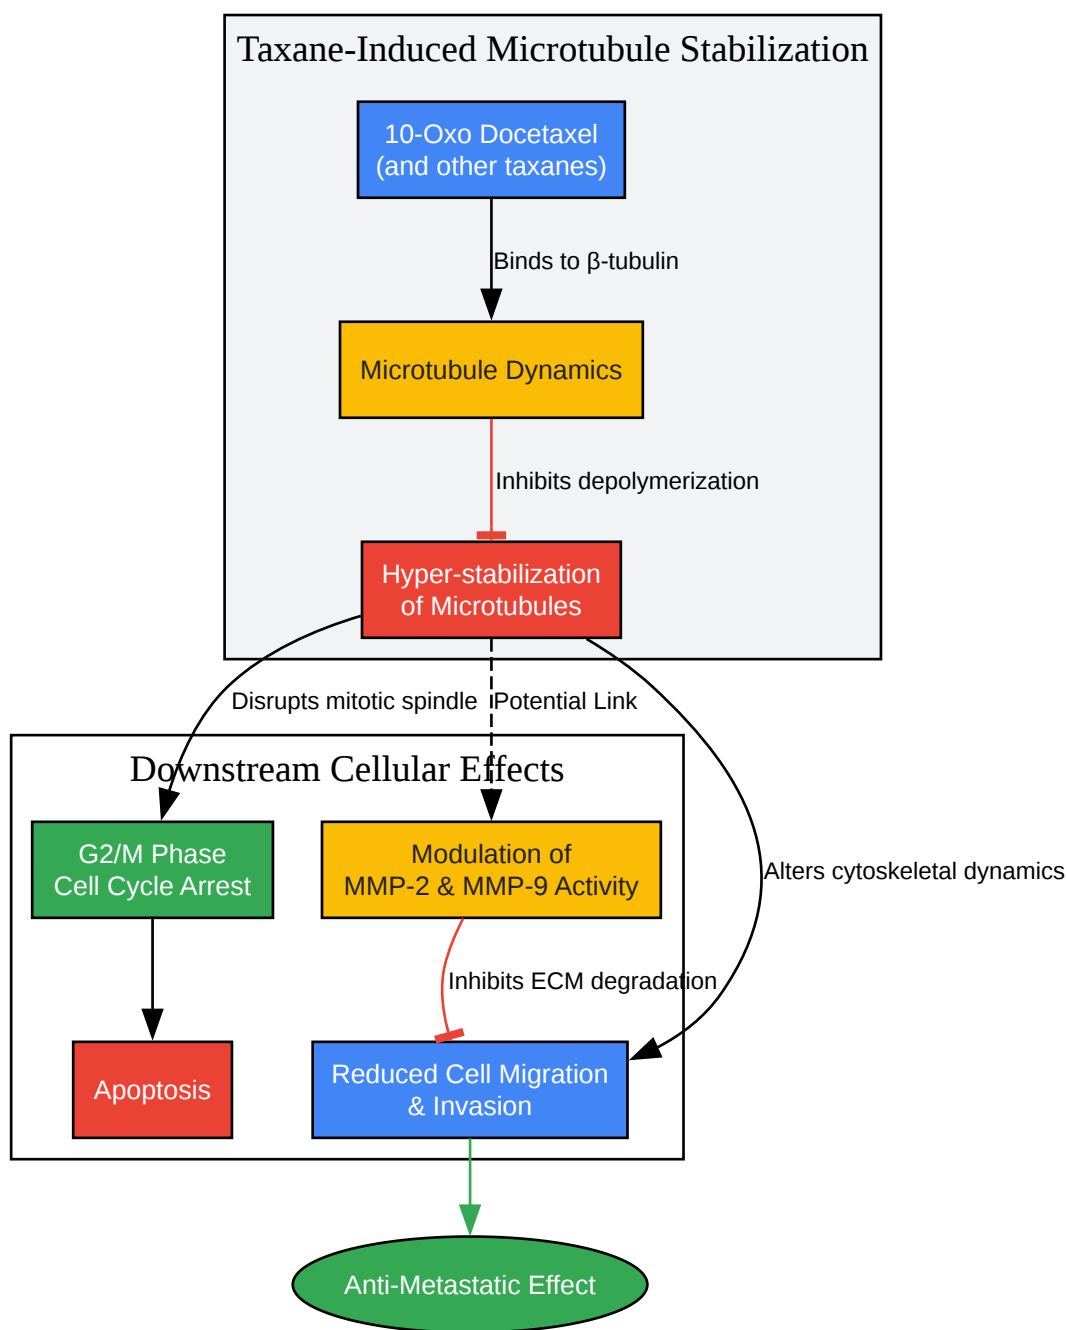 Taxane-Induced Microtubule Stabilization
10-Oxo Docetaxel
(and other taxanes)
Binds to β-tubulin
Microtubule Dynamics
Inhibits depolymerization
Hyper-stabilization
of Microtubules
Disrupts mitotic spindle
Potential Link
Downstream Cellular Effects
G2/M Phase
Cell Cycle Arrest
Modulation of
MMP-2 & MMP-9 Activity
Alters cytoskeletal dynamics
Inhibits ECM degradation
Apoptosis
Reduced Cell Migration
& Invasion
Anti-Metastatic Effect